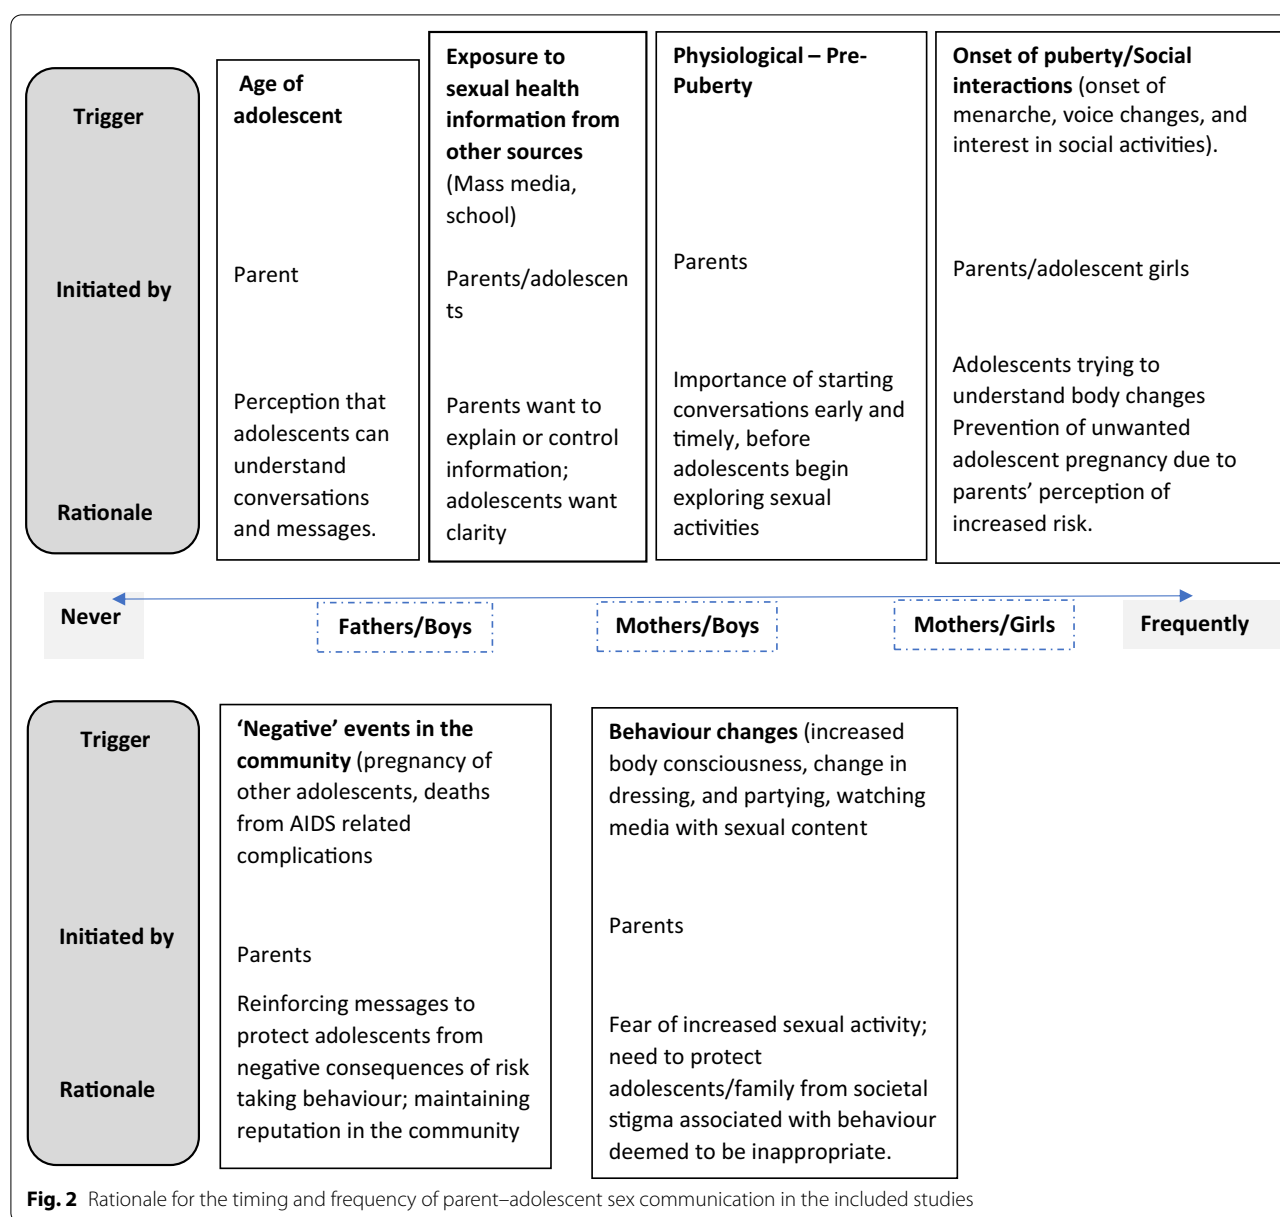 Trigger
Initiated by
Rationale
Age of
adolescent
Parent
Perception that
adolescents can
understand
conversations
and messages.
Exposure to
sexual health
information from
other sources
(Mass media,
school)
Parents/adolescen
ts
Parents want to
explain or control
information;
adolescents want
clarity
Physiological – Pre-
Puberty
Parents
Importance of starting
conversations early and
timely, before
adolescents begin
exploring sexual
activities
Onset of puberty/Social
interactions (onset of
menarche, voice changes, and
interest in social activities).
Parents/adolescent girls
Adolescents trying to
understand body changes
Prevention of unwanted
adolescent pregnancy due to
parents’ perception of
increased risk.
Never
Fathers/Boys
Mothers/Boys
Mothers/Girls
Frequently
Trigger
Initiated by
Rationale
‘Negative’ events in the
community (pregnancy of
other adolescents, deaths
from AIDS related
complications
Parents
Reinforcing messages to
protect adolescents from
negative consequences of risk
taking behaviour; maintaining
reputation in the community
Behaviour changes (increased
body consciousness, change in
dressing, and partying, watching
media with sexual content
Parents
Fear of increased sexual activity;
need to protect
adolescents/family from societal
stigma associated with behaviour
deemed to be inappropriate.
Fig. 2 Rationale for the timing and frequency of parent–adolescent sex communication in the included studies